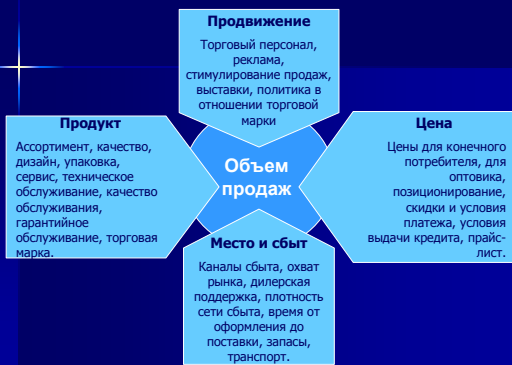 Продвижение
Торговый персонал,
реклама,
стимулирование продаж,
выставки, политика в
отношении торговой
марки
Продукт
Ассортимент, качество,
дизайн, упаковка,
сервис, техническое
обслуживание, качество
обслуживания,
гарантийное
обслуживание, торговая
марка.
Объем
продаж
Цена
Цены для конечного
потребителя, для
оптовика,
позиционирование,
скидки и условия
платежа, условия
выдачи кредита, прайс-
лист.
Место и сбыт
Каналы сбыта, охват
рынка, дилерская
поддержка, плотность
сети сбыта, время от
оформления до
поставки, запасы,
транспорт.